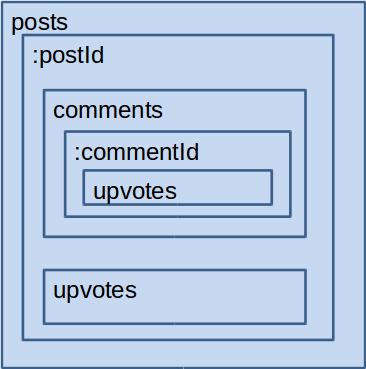 posts
:postId
comments
:commentId
upvotes
upvotes